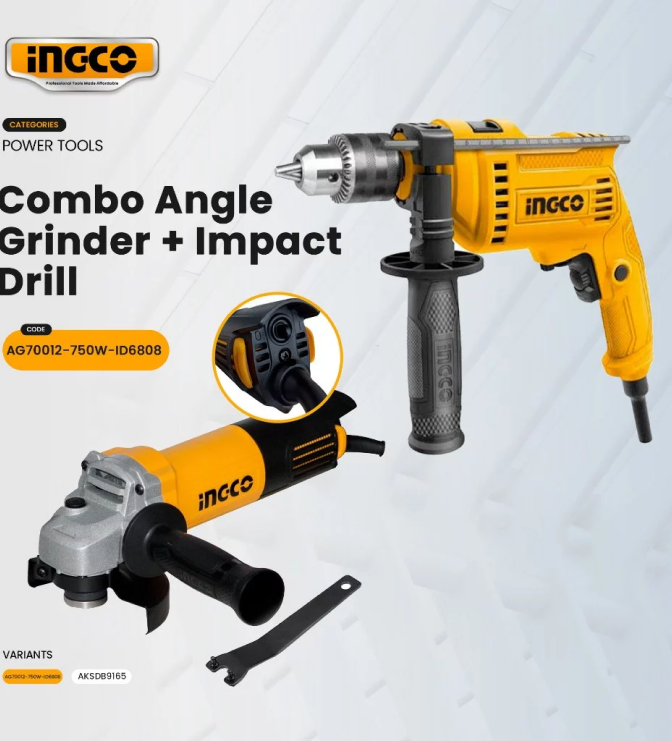 INGCO
Professional Tools Made Affordable
CATEGORIES
POWER TOOLS
Combo Angle
Grinder + Impact
Drill
CODE
AG70012-750W-ID6808
INGCO
INGCO
INGCO
VARIANTS
AG70012-750W-ID6808
AKSDB9165